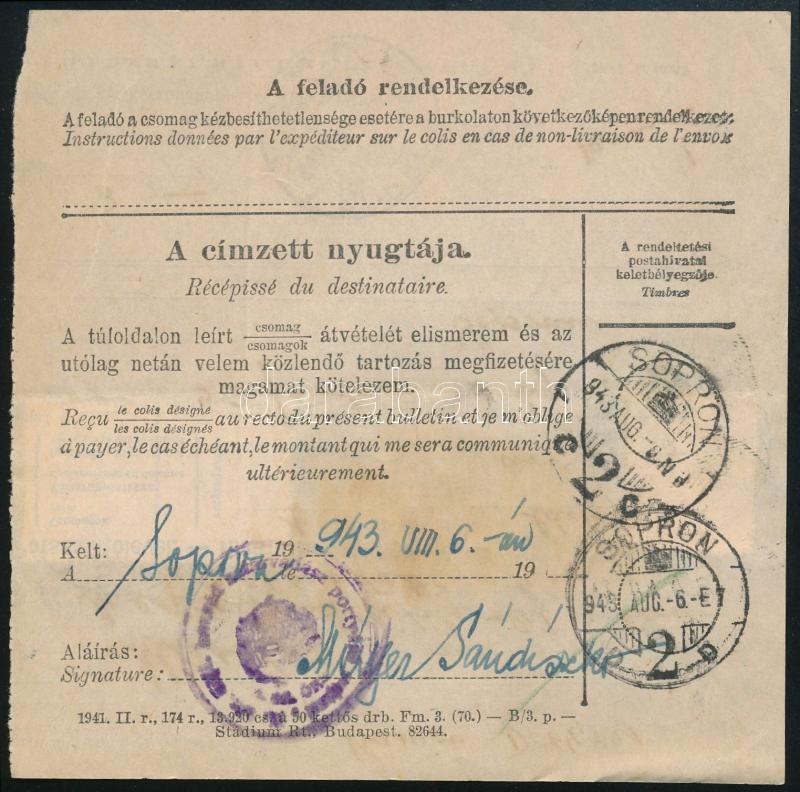 A feladó rendelkezése.
A feladó a csomag kézbesíthetetlensége esetére a burkolaton következőképen rendelkezett:
Instructions données par l'expéditeur sur le colis en cas de non-livraison de l'envoi
A címzett nyugtája.
Récépissé du destinataire.
A rendeltetési
postahivatal
keletbélyegzője.
Timbres
A túloldalon leírt csomag/csomagok átvételét elismerem és az
utólag netán velem közlendő tartozás megfizetésére
magamat kötelezem.
Reçu le colis désigné/les colis désignés au recto du présent bulletin et je m'oblige
à payer, le cas échéant, le montant qui me sera communiqué
ultérieurement.
darabanth
SOPRON
943 AUG.-6.
2
C
SOPRON
943 AUG.-6.-E7
2
D
Kelt: Sopron 1943. VIII. 6.-án
A le 19
Aláírás:
Signature:
1941. II. r., 174 r., 13.920 csz. á 50 kettős drb. Fm. 3. (70.) — B/3. p. —
Stádium Rt., Budapest. 82644.